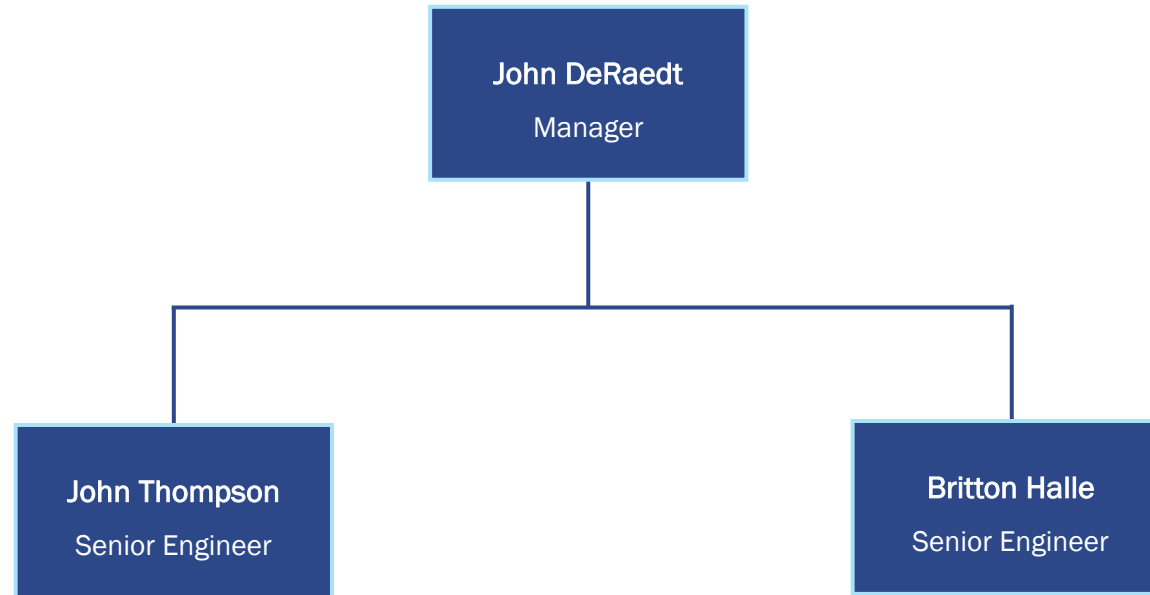 John DeRaedt
Manager
John Thompson
Senior Engineer
Britton Halle
Senior Engineer